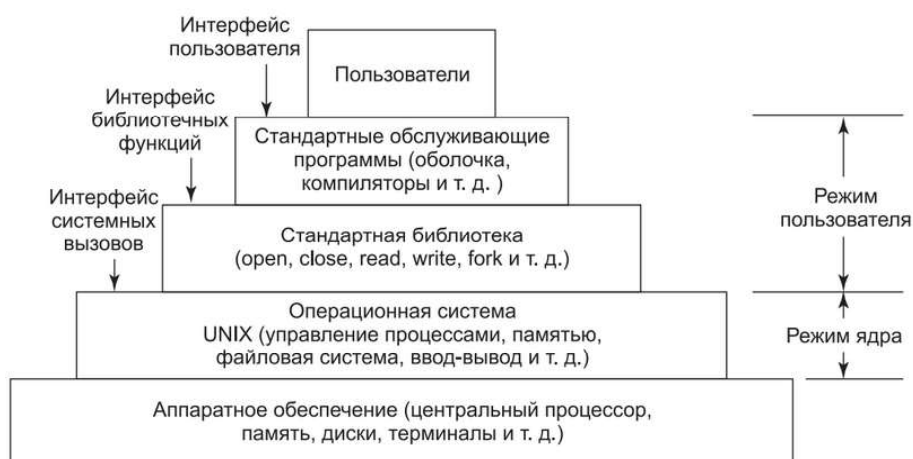 Интерфейс
пользователя
Пользователи
Интерфейс
библиотечных
функций
Стандартные обслуживающие
программы (оболочка,
компиляторы и т. д. )
Интерфейс
системных
вызовов
Стандартная библиотека
(open, close, read, write, fork и т. д.)
Режим
пользователя
Операционная система
UNIX (управление процессами, памятью,
файловая система, ввод-вывод и т. д.)
Режим ядра
Аппаратное обеспечение (центральный процессор,
память, диски, терминалы и т. д.)